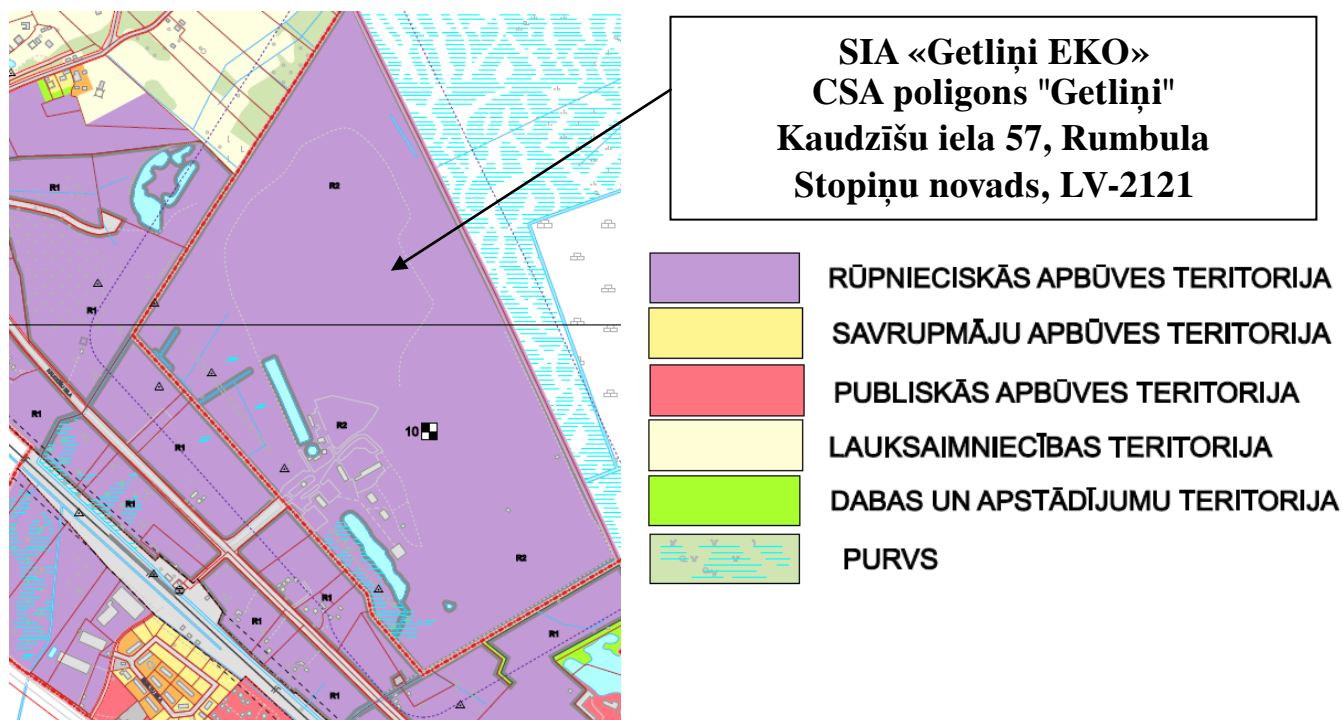 SIA «Getliņi EKO»
CSA poligons "Getliņi"
Kaudzīšu iela 57, Rumbula
Stopiņu novads, LV-2121
RŪPNIECISKĀS APBŪVES TERITORIJA
SAVRUPMĀJU APBŪVES TERITORIJA
PUBLISKĀS APBŪVES TERITORIJA
LAUKSAIMNIECĪBAS TERITORIJA
DABAS UN APSTĀDĪJUMU TERITORIJA
PURVS
R2
R1
R1
R1
R2
10
R1
R1
R2
R1
R1
R1
R1